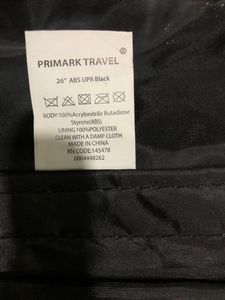 PRIMARK TRAVEL®
26" ABS UPR Black
BODY:100%Acrylonitrile Butadiene
Styrene(ABS)
LINING:100%POLYESTER
CLEAN WITH A DAMP CLOTH
MADE IN CHINA
RN CODE:145478
0004448262